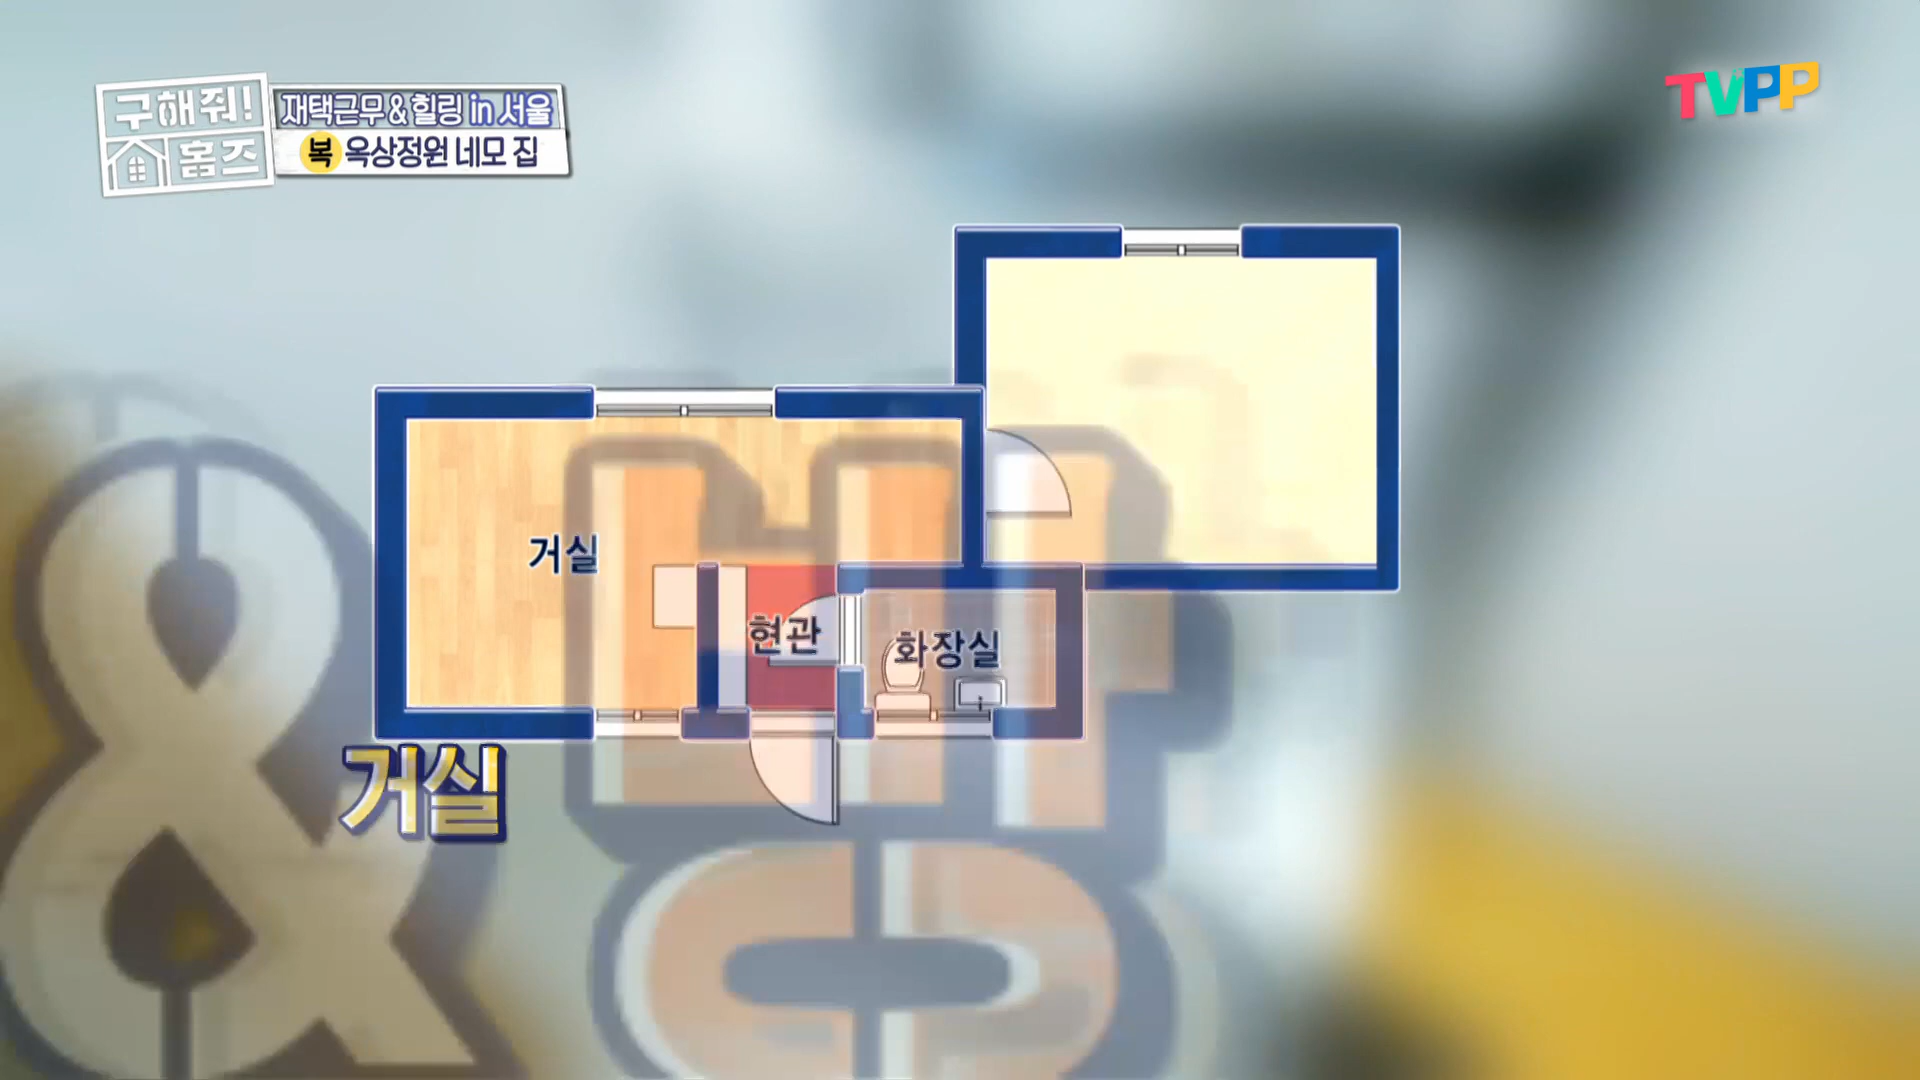 구해줘!
홈즈
재택근무&힐링 in 서울
복 옥상정원 네모 집
TVPP
거실
현관
화장실
거실
&